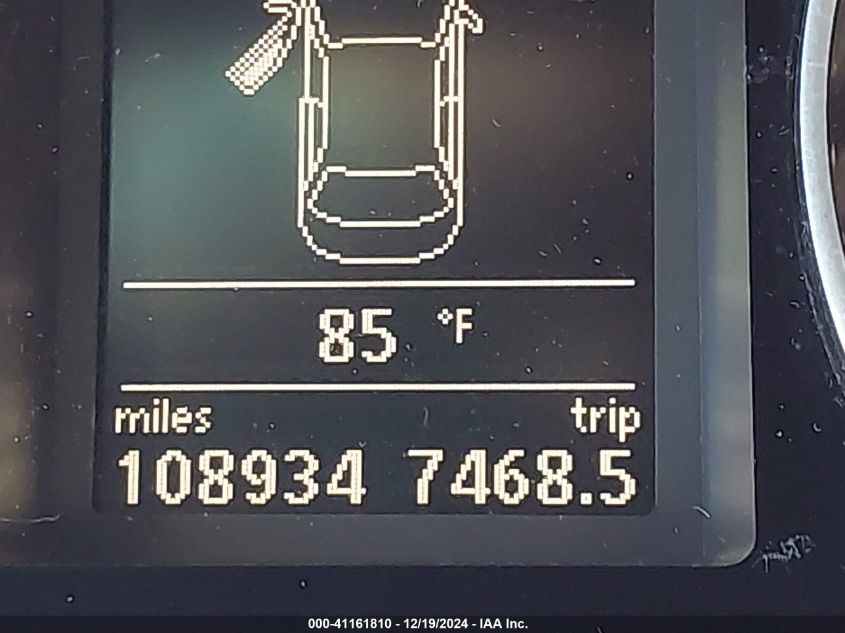 85 °F
miles trip
108934 7468.5
000-41161810 - 12/19/2024 - IAA Inc.